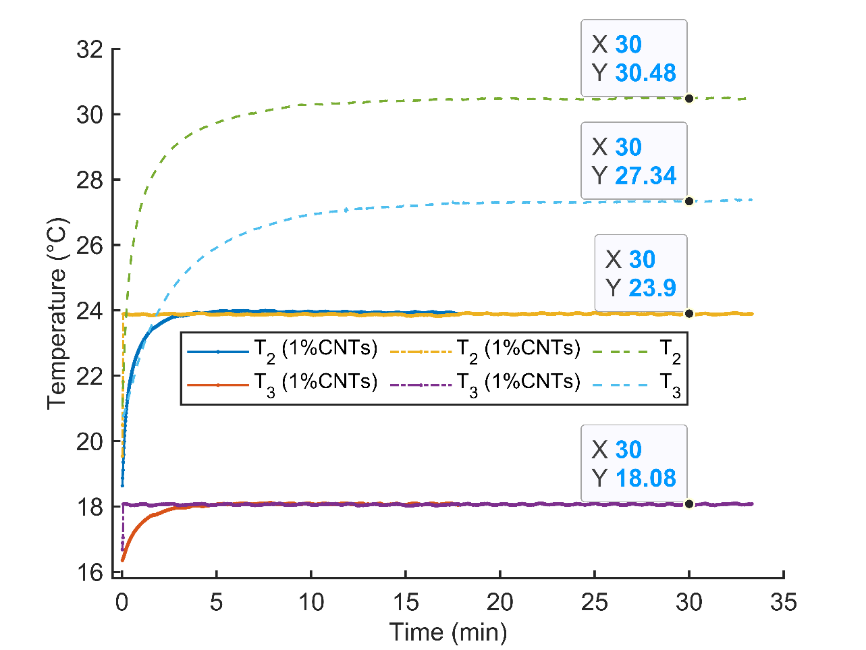 X 30
Y 30.48
X 30
Y 27.34
X 30
Y 23.9
X 30
Y 18.08
32
30
28
26
24
22
20
18
16
Temperature (°C)
T2 (1%CNTs) T2 (1%CNTs) T2
T3 (1%CNTs) T3 (1%CNTs) T3
0 5 10 15 20 25 30 35
Time (min)